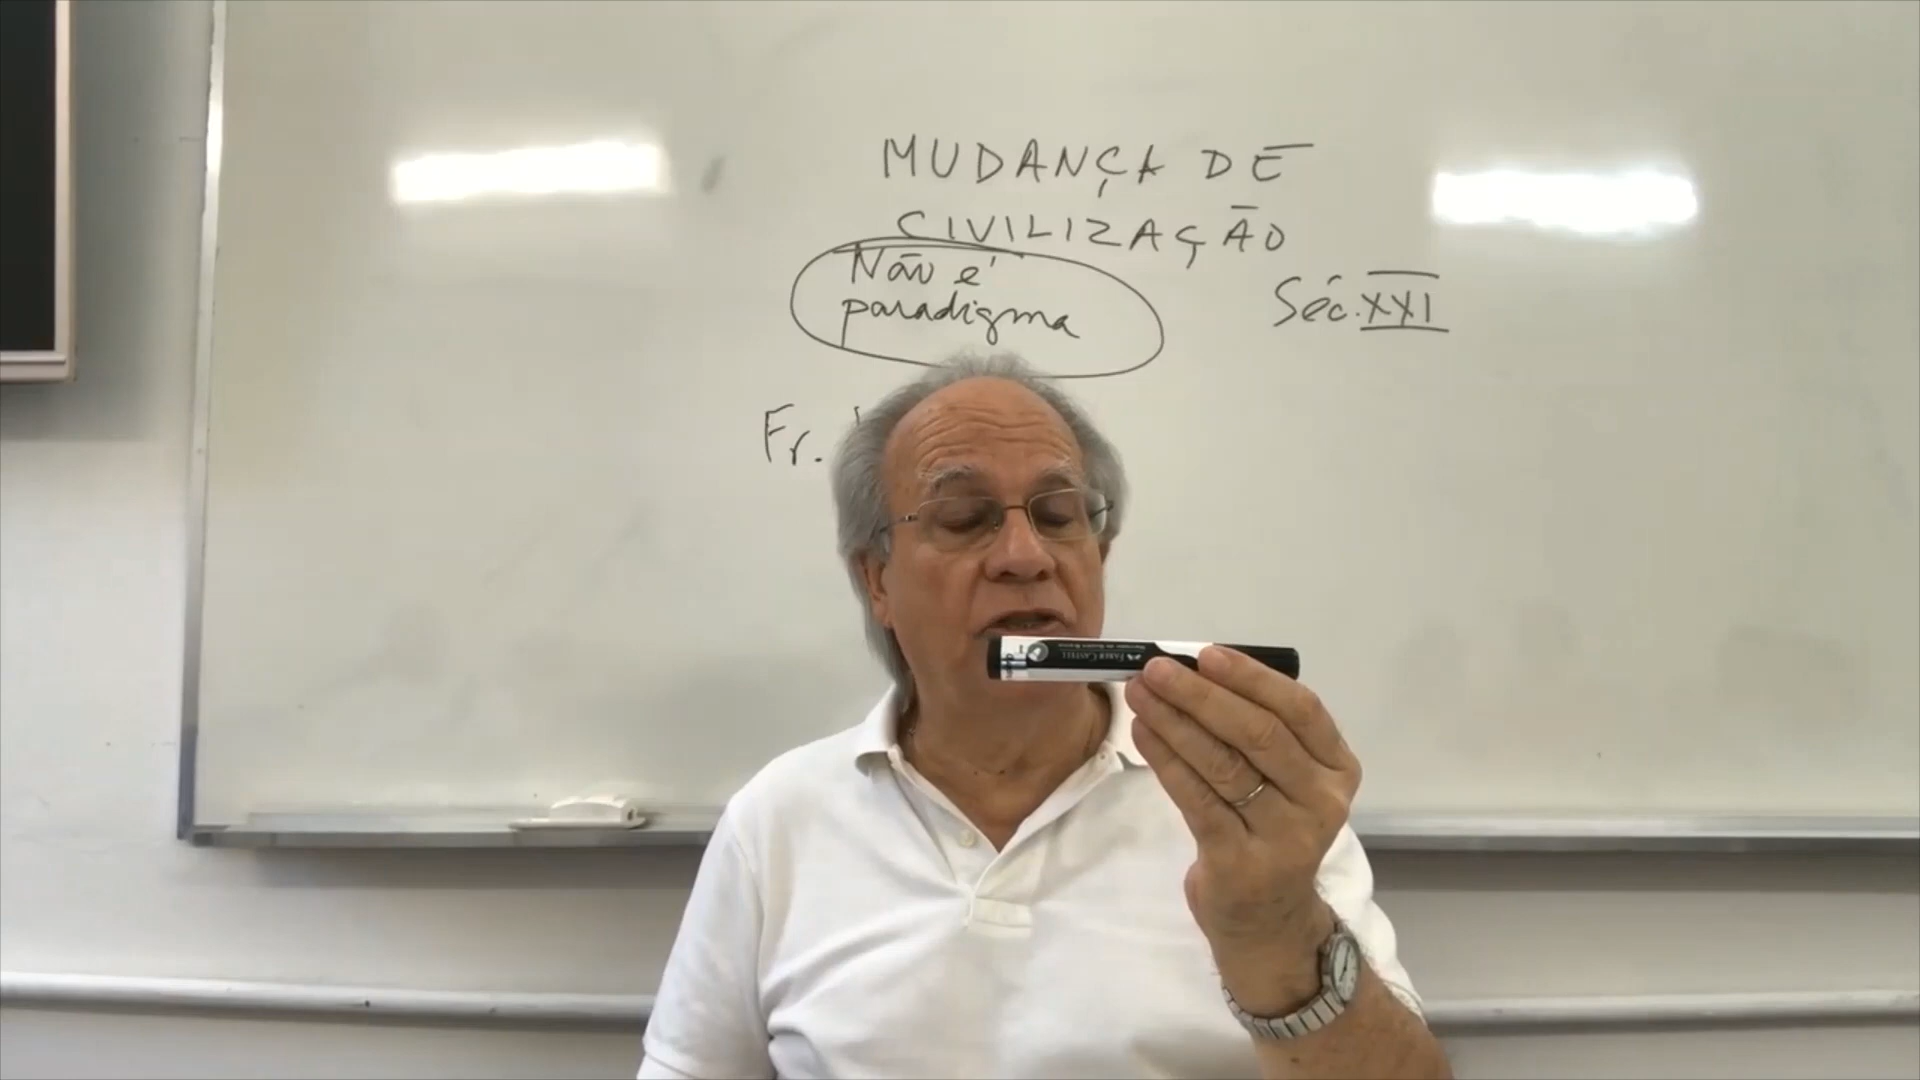 MUDANÇA DE
CIVILIZAÇÃO
Não é
paradigma
Séc. XXI
Fr.
FABER-CASTELL